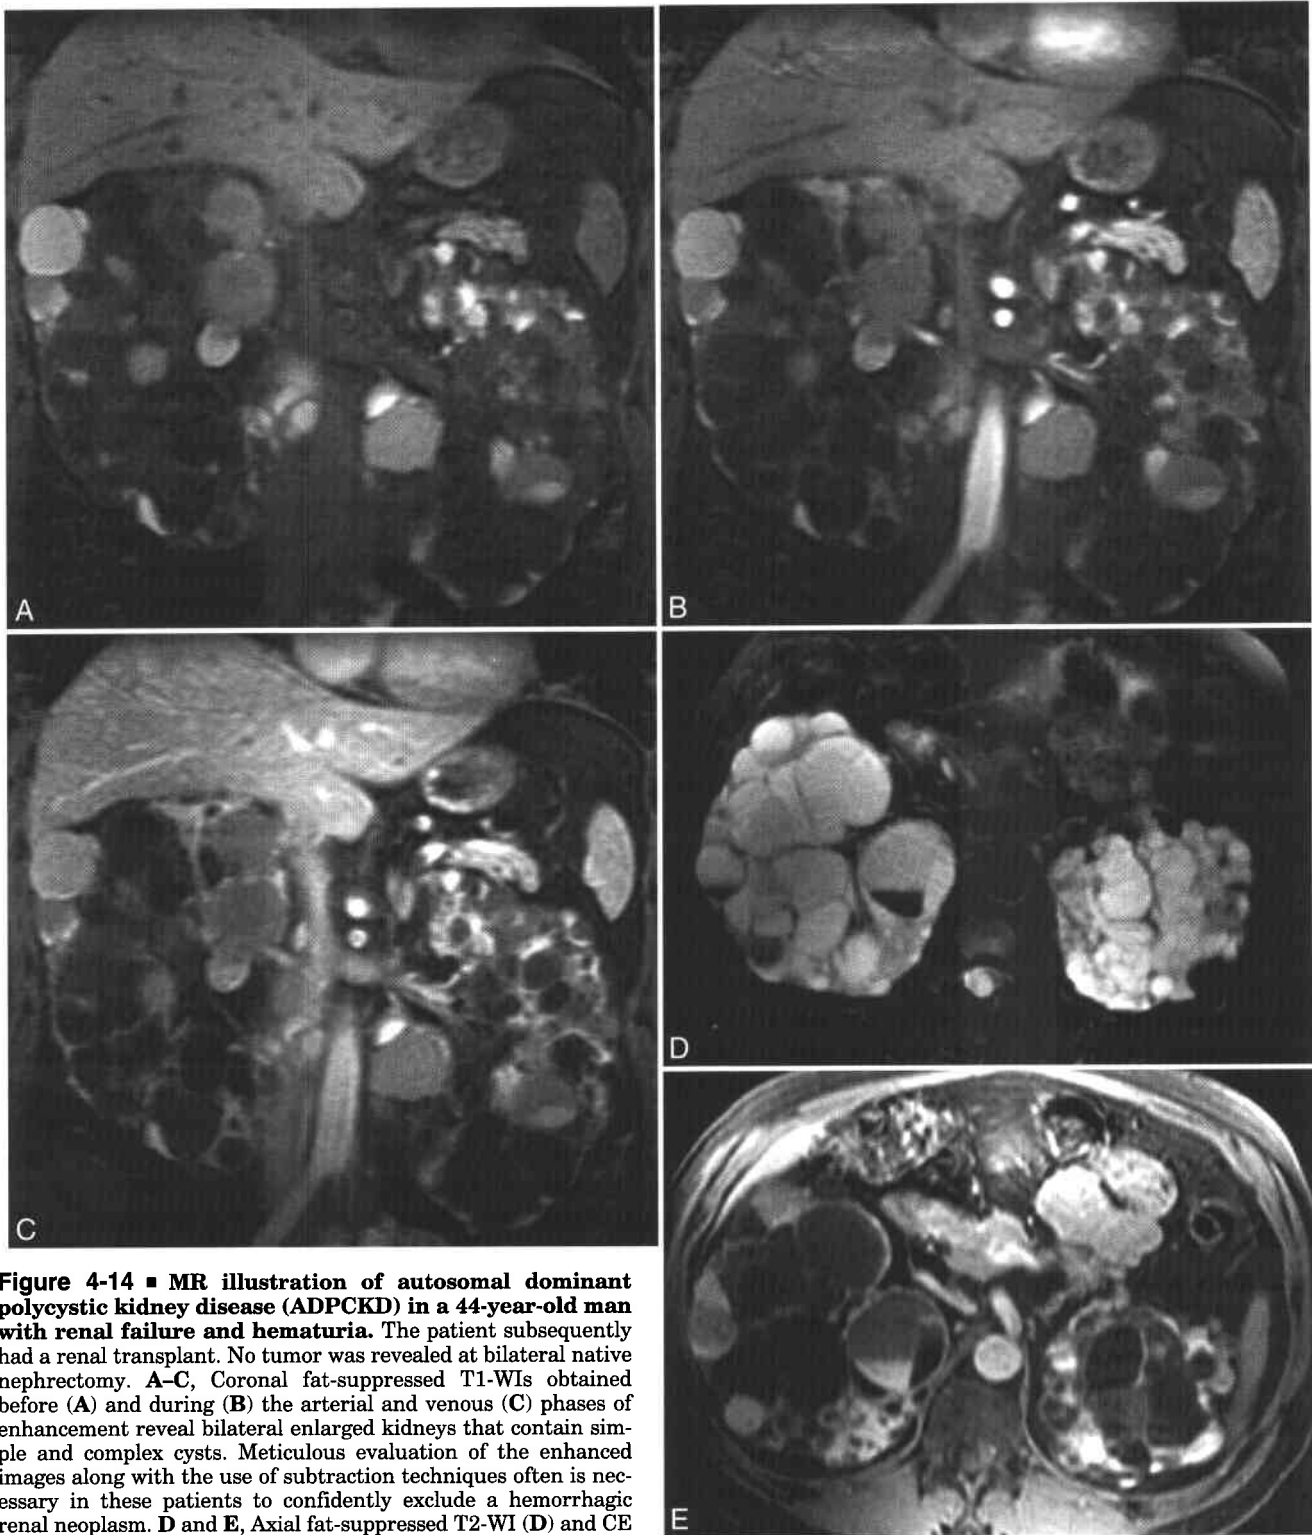 A
B
C
D
E
Figure 4-14 ■ MR illustration of autosomal dominant
polycystic kidney disease (ADPCKD) in a 44-year-old man
with renal failure and hematuria. The patient subsequently
had a renal transplant. No tumor was revealed at bilateral native
nephrectomy. A–C, Coronal fat-suppressed T1-WIs obtained
before (A) and during (B) the arterial and venous (C) phases of
enhancement reveal bilateral enlarged kidneys that contain sim-
ple and complex cysts. Meticulous evaluation of the enhanced
images along with the use of subtraction techniques often is nec-
essary in these patients to confidently exclude a hemorrhagic
renal neoplasm. D and E, Axial fat-suppressed T2-WI (D) and CE